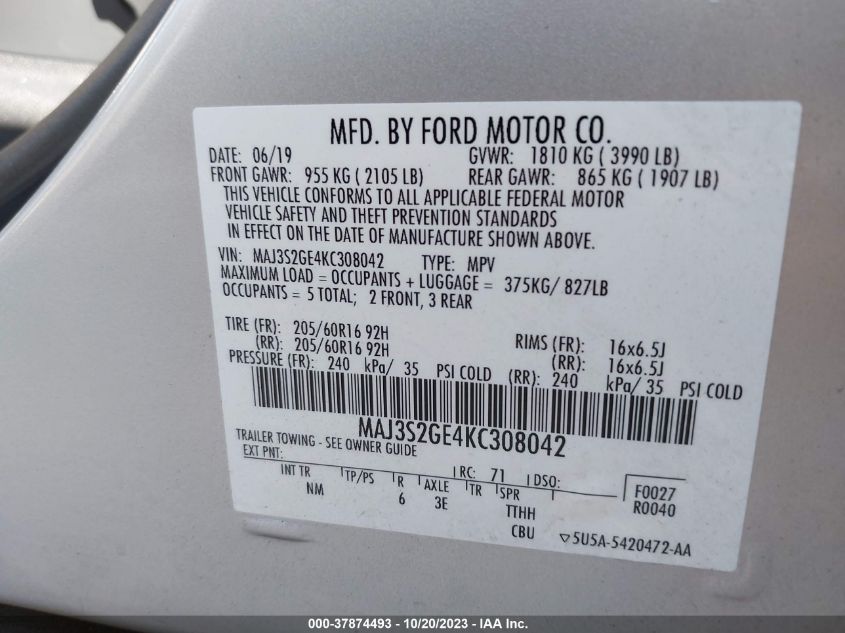 MFD. BY FORD MOTOR CO.
DATE: 06/19 GVWR: 1810 KG ( 3990 LB)
FRONT GAWR: 955 KG ( 2105 LB) REAR GAWR: 865 KG ( 1907 LB)
THIS VEHICLE CONFORMS TO ALL APPLICABLE FEDERAL MOTOR
VEHICLE SAFETY AND THEFT PREVENTION STANDARDS
IN EFFECT ON THE DATE OF MANUFACTURE SHOWN ABOVE.
VIN: MAJ3S2GE4KC308042 TYPE: MPV
MAXIMUM LOAD = OCCUPANTS + LUGGAGE = 375KG/ 827LB
OCCUPANTS = 5 TOTAL; 2 FRONT, 3 REAR
TIRE (FR): 205/60R16 92H RIMS (FR): 16x6.5J
(RR): 205/60R16 92H (RR): 16x6.5J
PRESSURE (FR): 240 kPa/ 35 PSI COLD (RR): 240 kPa/ 35 PSI COLD
MAJ3S2GE4KC308042
TRAILER TOWING - SEE OWNER GUIDE
EXT PNT: RC: 71 DSO: F0027
INT TR TP/PS R AXLE TR SPR R0040
NM 6 3E TTHH
CBU ▽5U5A-5420472-AA
000-37874493 - 10/20/2023 - IAA Inc.